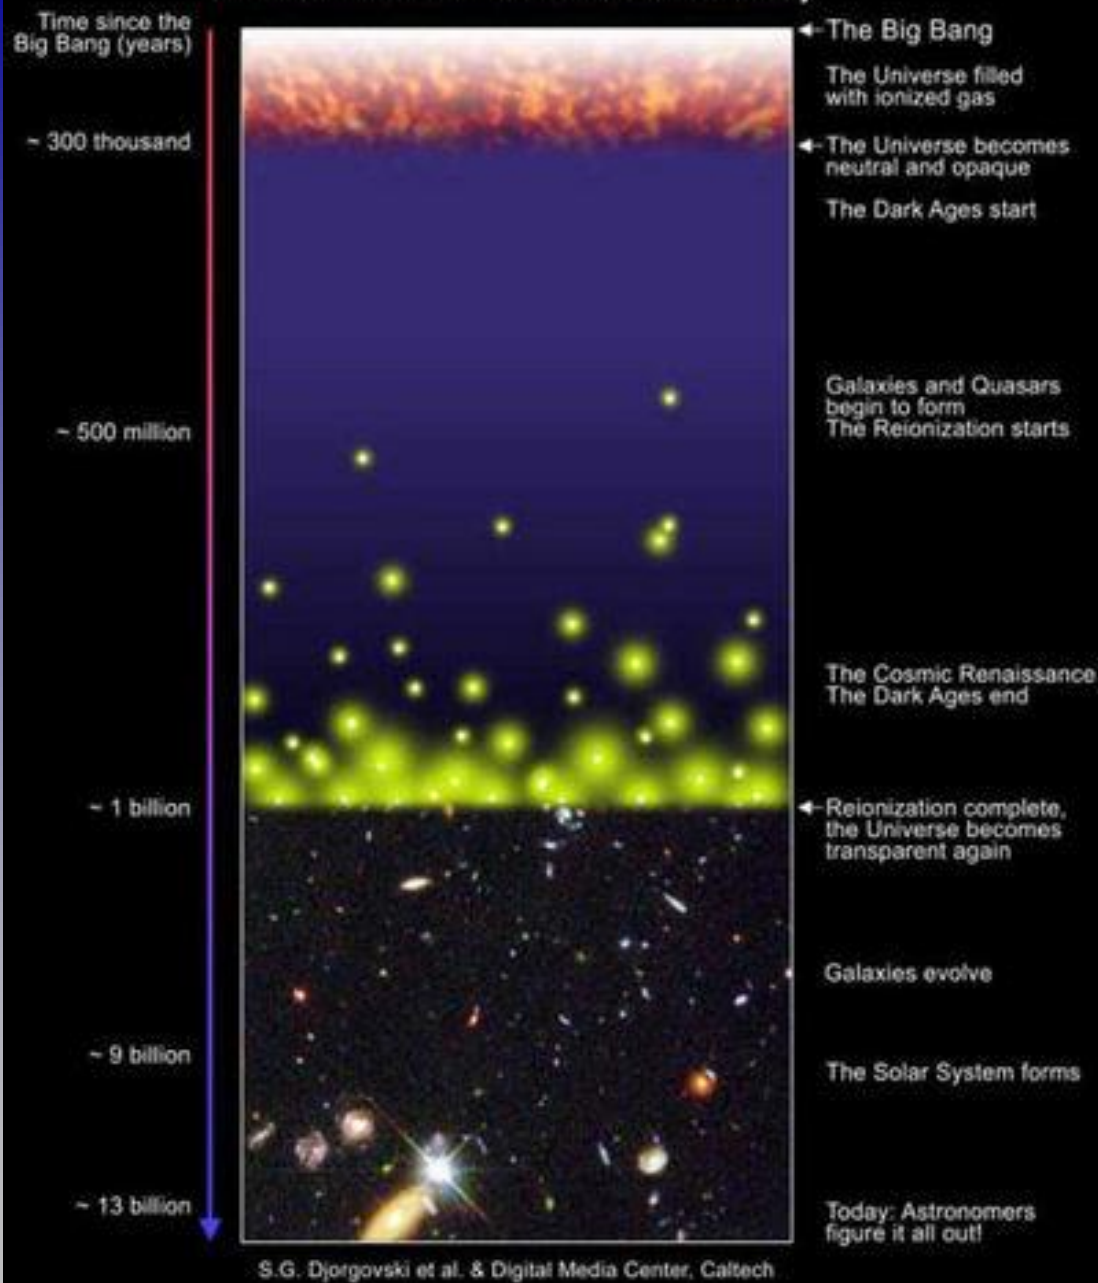 Time since the
Big Bang (years)
The Big Bang
The Universe filled
with ionized gas
~ 300 thousand
The Universe becomes
neutral and opaque
The Dark Ages start
Galaxies and Quasars
begin to form
The Reionization starts
~ 500 million
The Cosmic Renaissance
The Dark Ages end
~ 1 billion
Reionization complete,
the Universe becomes
transparent again
Galaxies evolve
~ 9 billion
The Solar System forms
~ 13 billion
Today: Astronomers
figure it all out!
S.G. Djorgovski et al. & Digital Media Center, Caltech